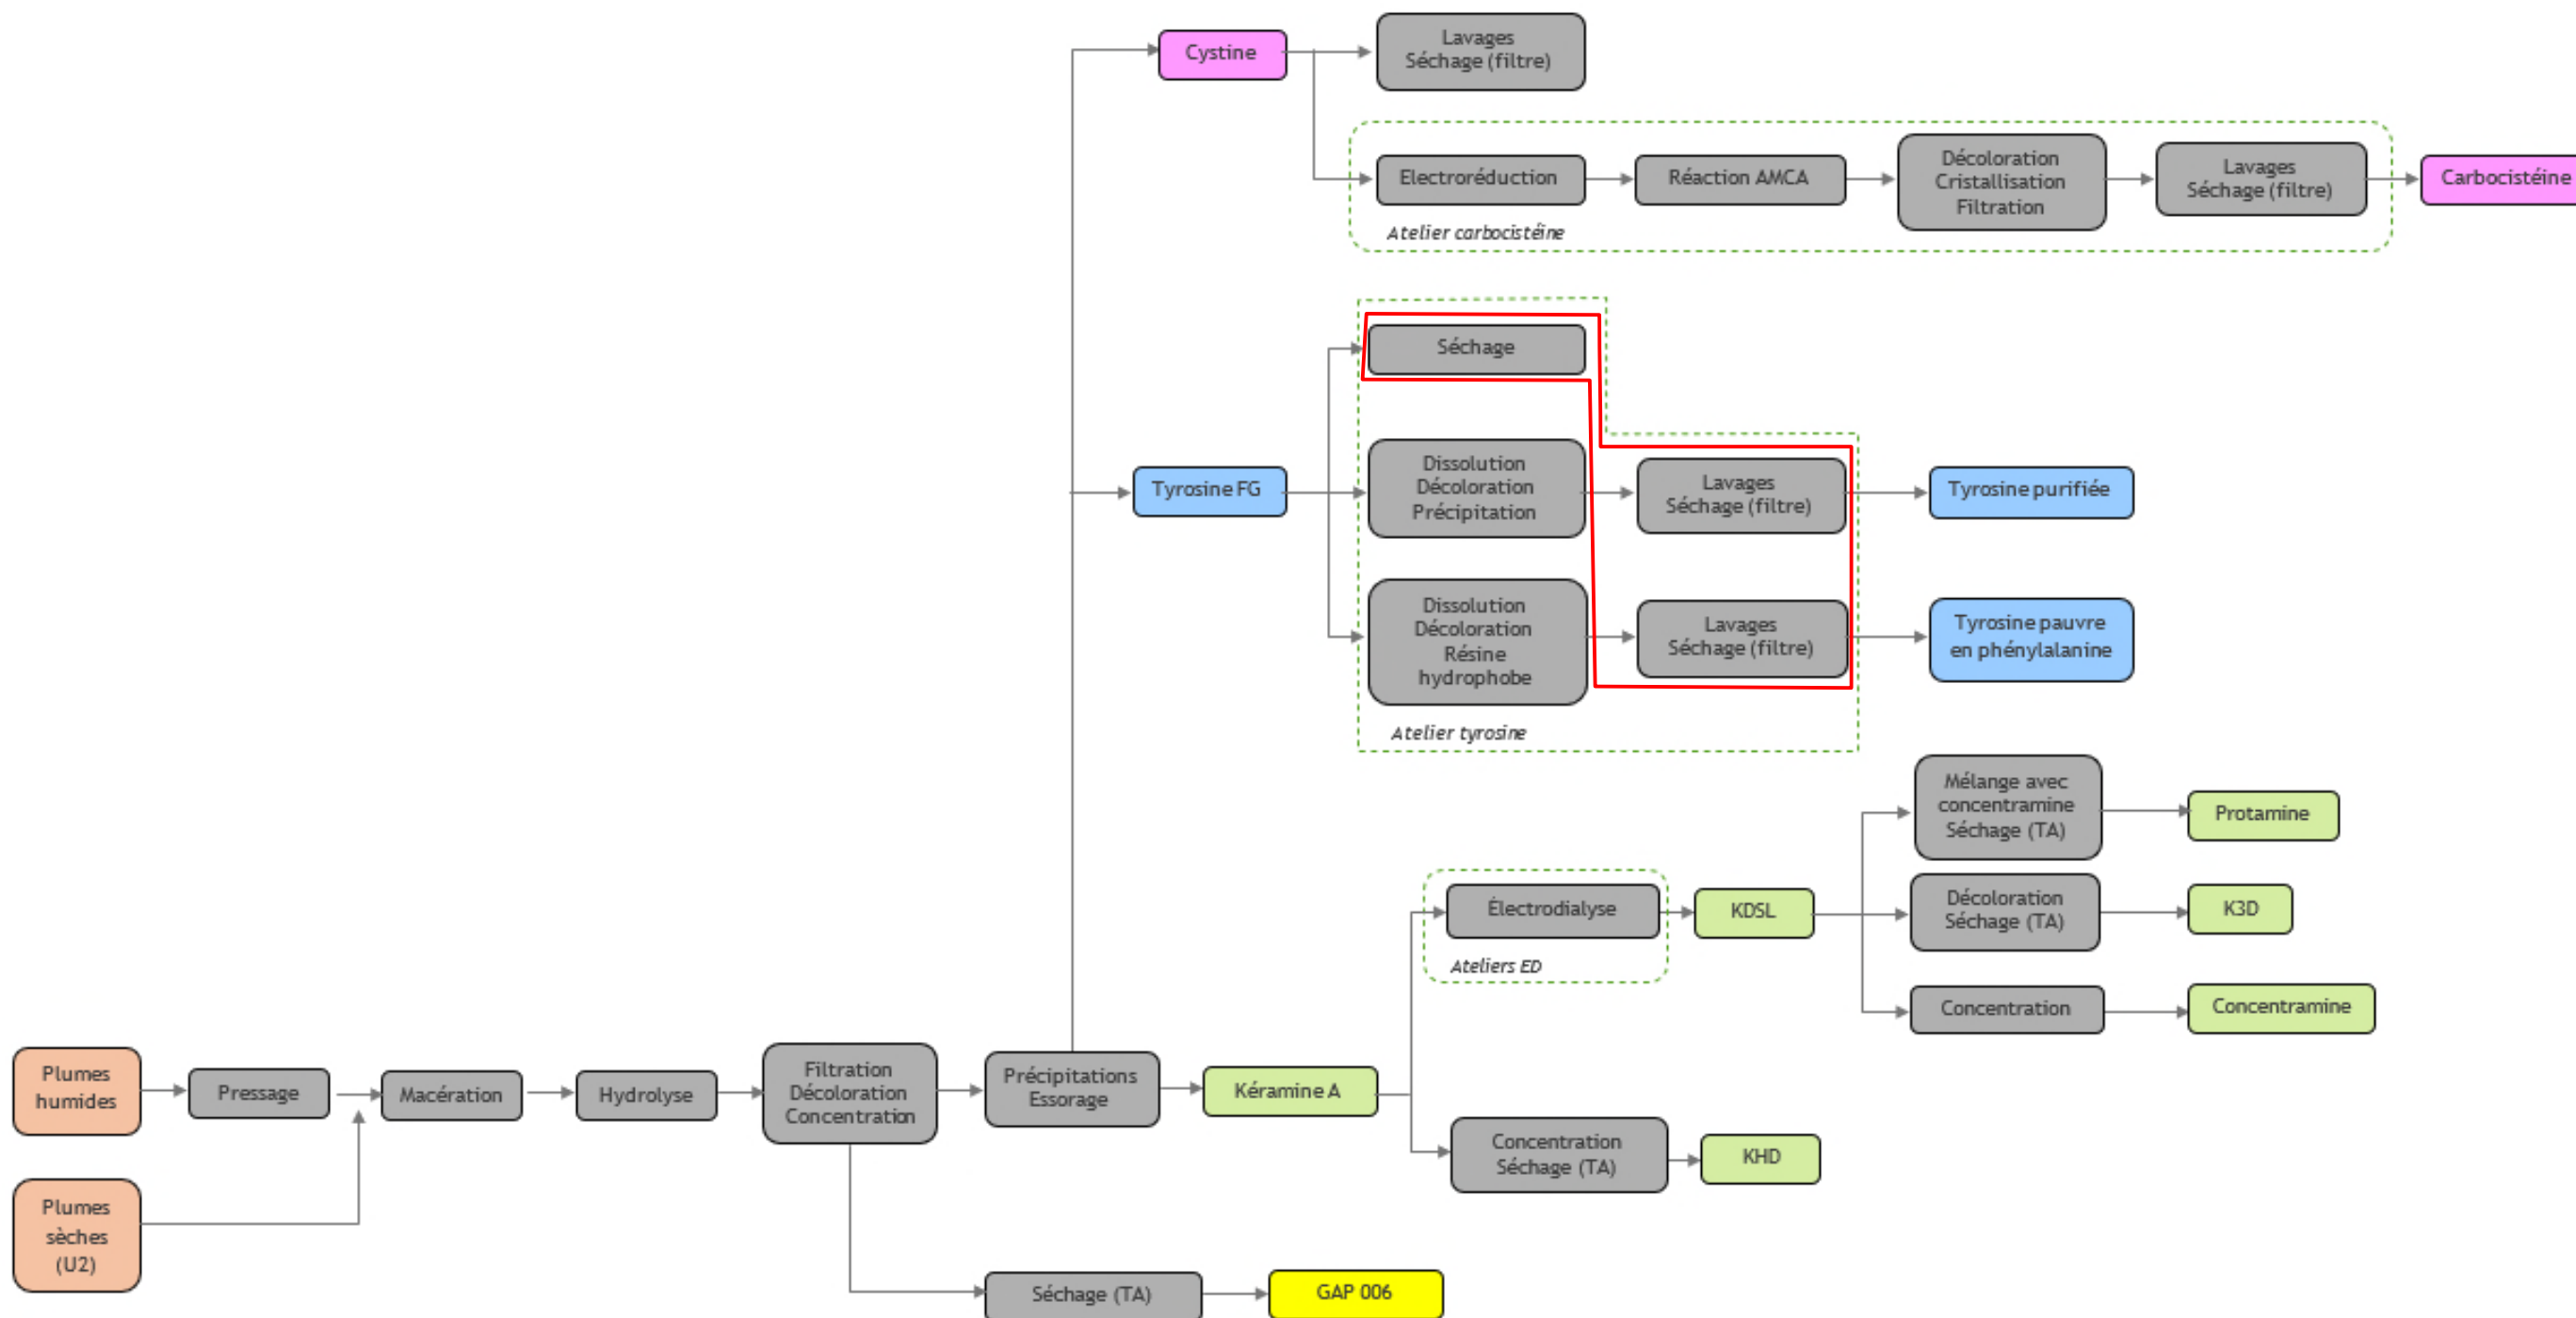 Cystine
Lavages
Séchage (filtre)
Electroréduction
Réaction AMCA
Décoloration
Cristallisation
Filtration
Lavages
Séchage (filtre)
Carbocistéine
Atelier carbocistéine
Séchage
Tyrosine FG
Dissolution
Décoloration
Précipitation
Lavages
Séchage (filtre)
Tyrosine purifiée
Dissolution
Décoloration
Résine
hydrophobe
Lavages
Séchage (filtre)
Tyrosine pauvre
en phénylalanine
Atelier tyrosine
Mélange avec
concentramine
Séchage (TA)
Protamine
Électrodialyse
KDSL
Décoloration
Séchage (TA)
K3D
Ateliers ED
Concentration
Concentramine
Plumes
humides
Pressage
Macération
Hydrolyse
Filtration
Décoloration
Concentration
Précipitations
Essorage
Kéramine A
Concentration
Séchage (TA)
KHD
Plumes
sèches
(U2)
Séchage (TA)
GAP 006